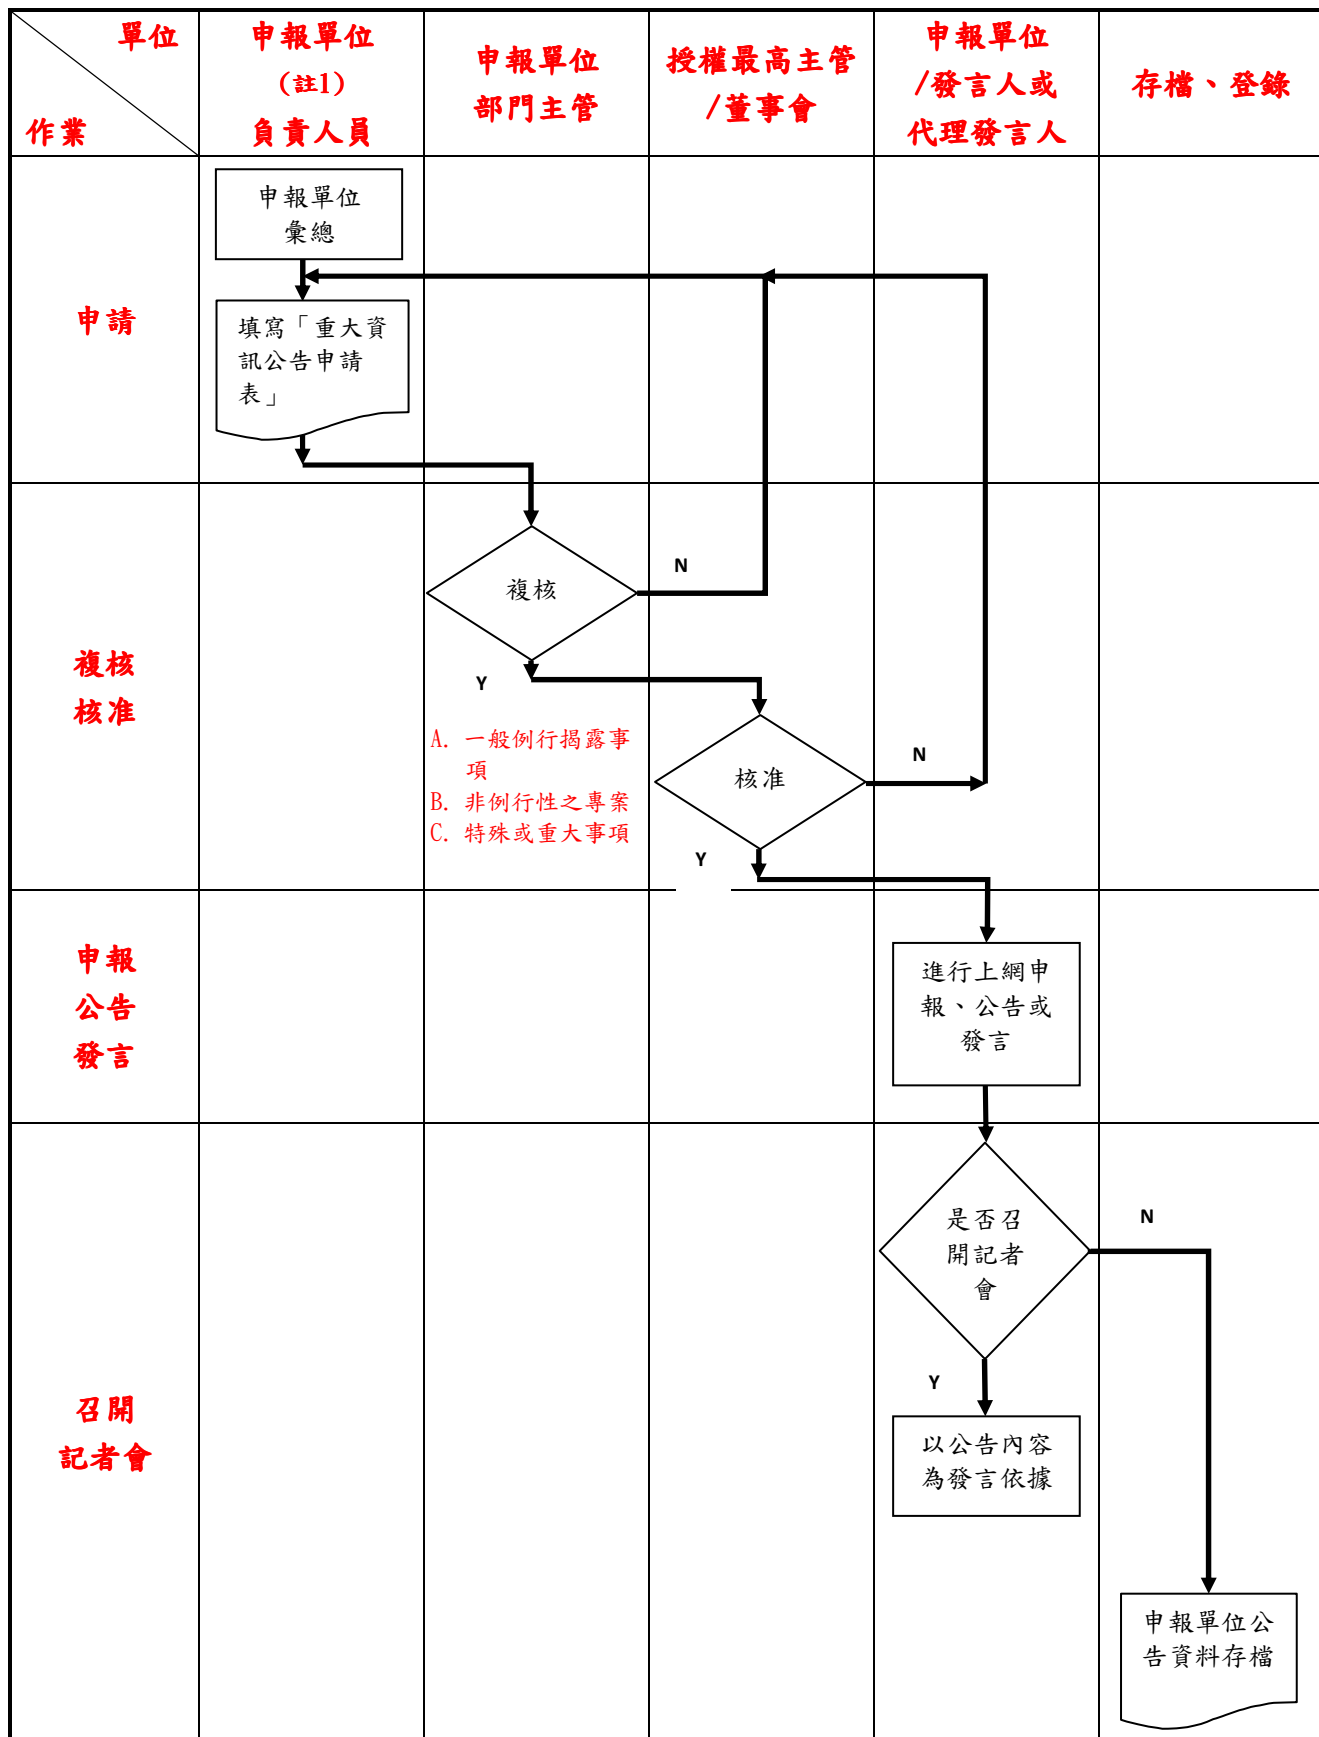 單位
作業
申報單位
(註1)
負責人員
申報單位
部門主管
授權最高主管
/董事會
申報單位
/發言人或
代理發言人
存檔、登錄
申請
申報單位
彙總
填寫「重大資
訊公告申請
表」
複核
核准
複核
N
Y
A. 一般例行揭露事
項
B. 非例行性之專案
C. 特殊或重大事項
核准
N
Y
申報
公告
發言
進行上網申
報、公告或
發言
召開
記者會
是否召
開記者
會
N
Y
以公告內容
為發言依據
申報單位公
告資料存檔